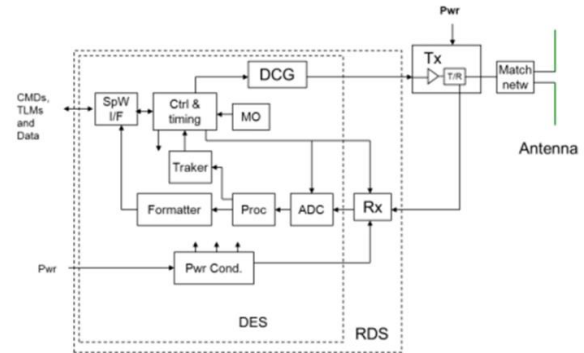 Pwr
Tx
T/R
DCG
Match
netw
CMDs,
TLMs
and
Data
SpW
I/F
Ctrl &
timing
MO
Antenna
Traker
Formatter
Proc
ADC
Rx
Pwr
Pwr Cond.
DES
RDS